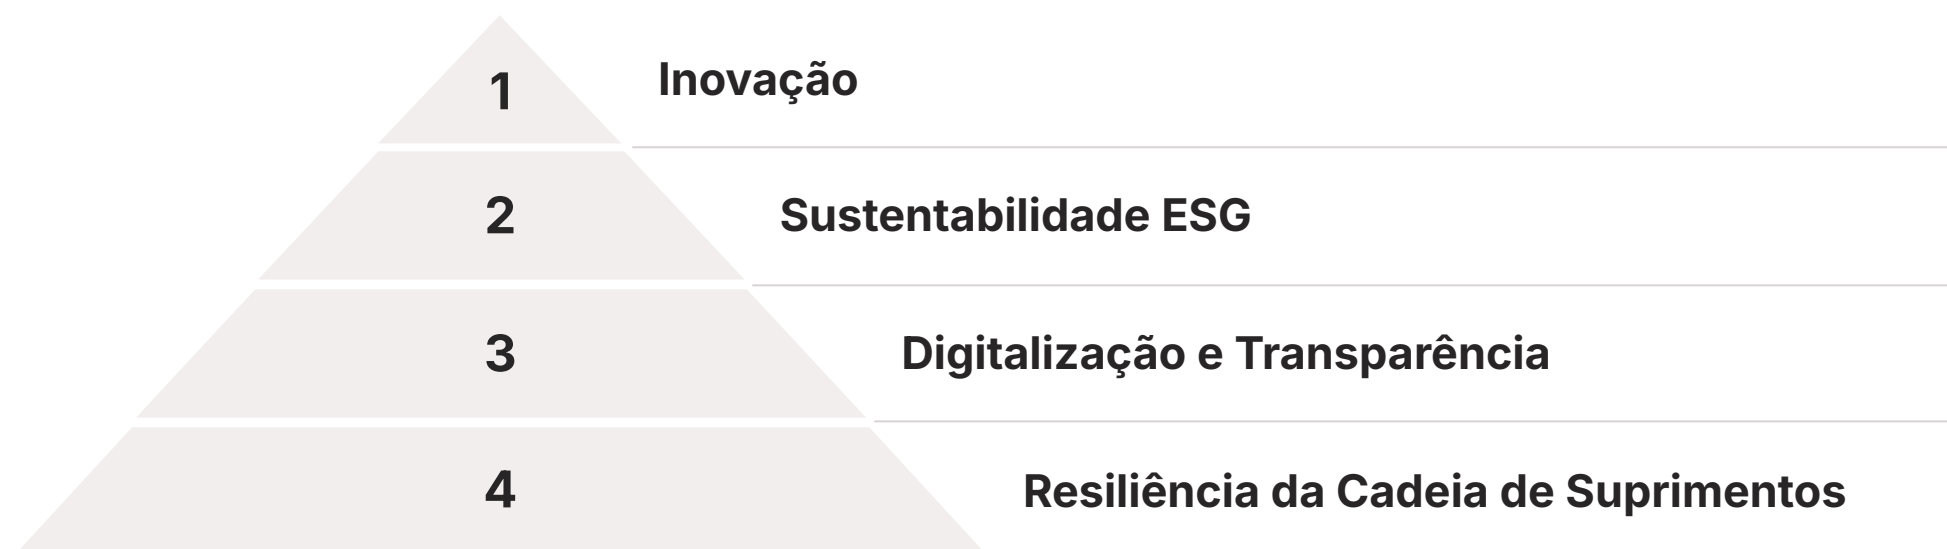 1
Inovação
2
Sustentabilidade ESG
3
Digitalização e Transparência
4
Resiliência da Cadeia de Suprimentos